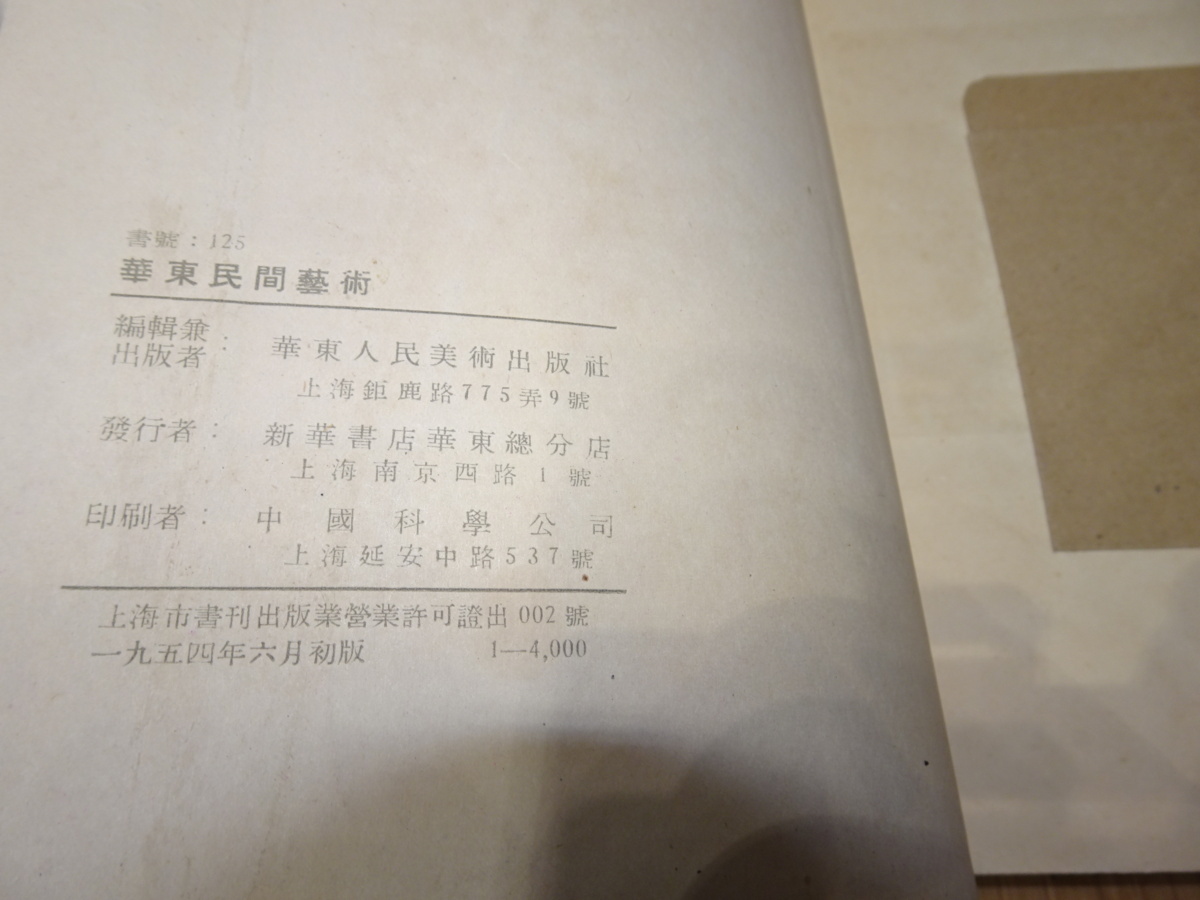 書號：125
華東民間藝術
編輯兼
出版者：
華東人民美術出版社
上海鉅鹿路775弄9號
發行者：新華書店華東總分店
上海南京西路1號
印刷者：中國科學公司
上海延安中路537號
上海市書刊出版業營業許可證出002號
一九五四年六月初版 1—4,000